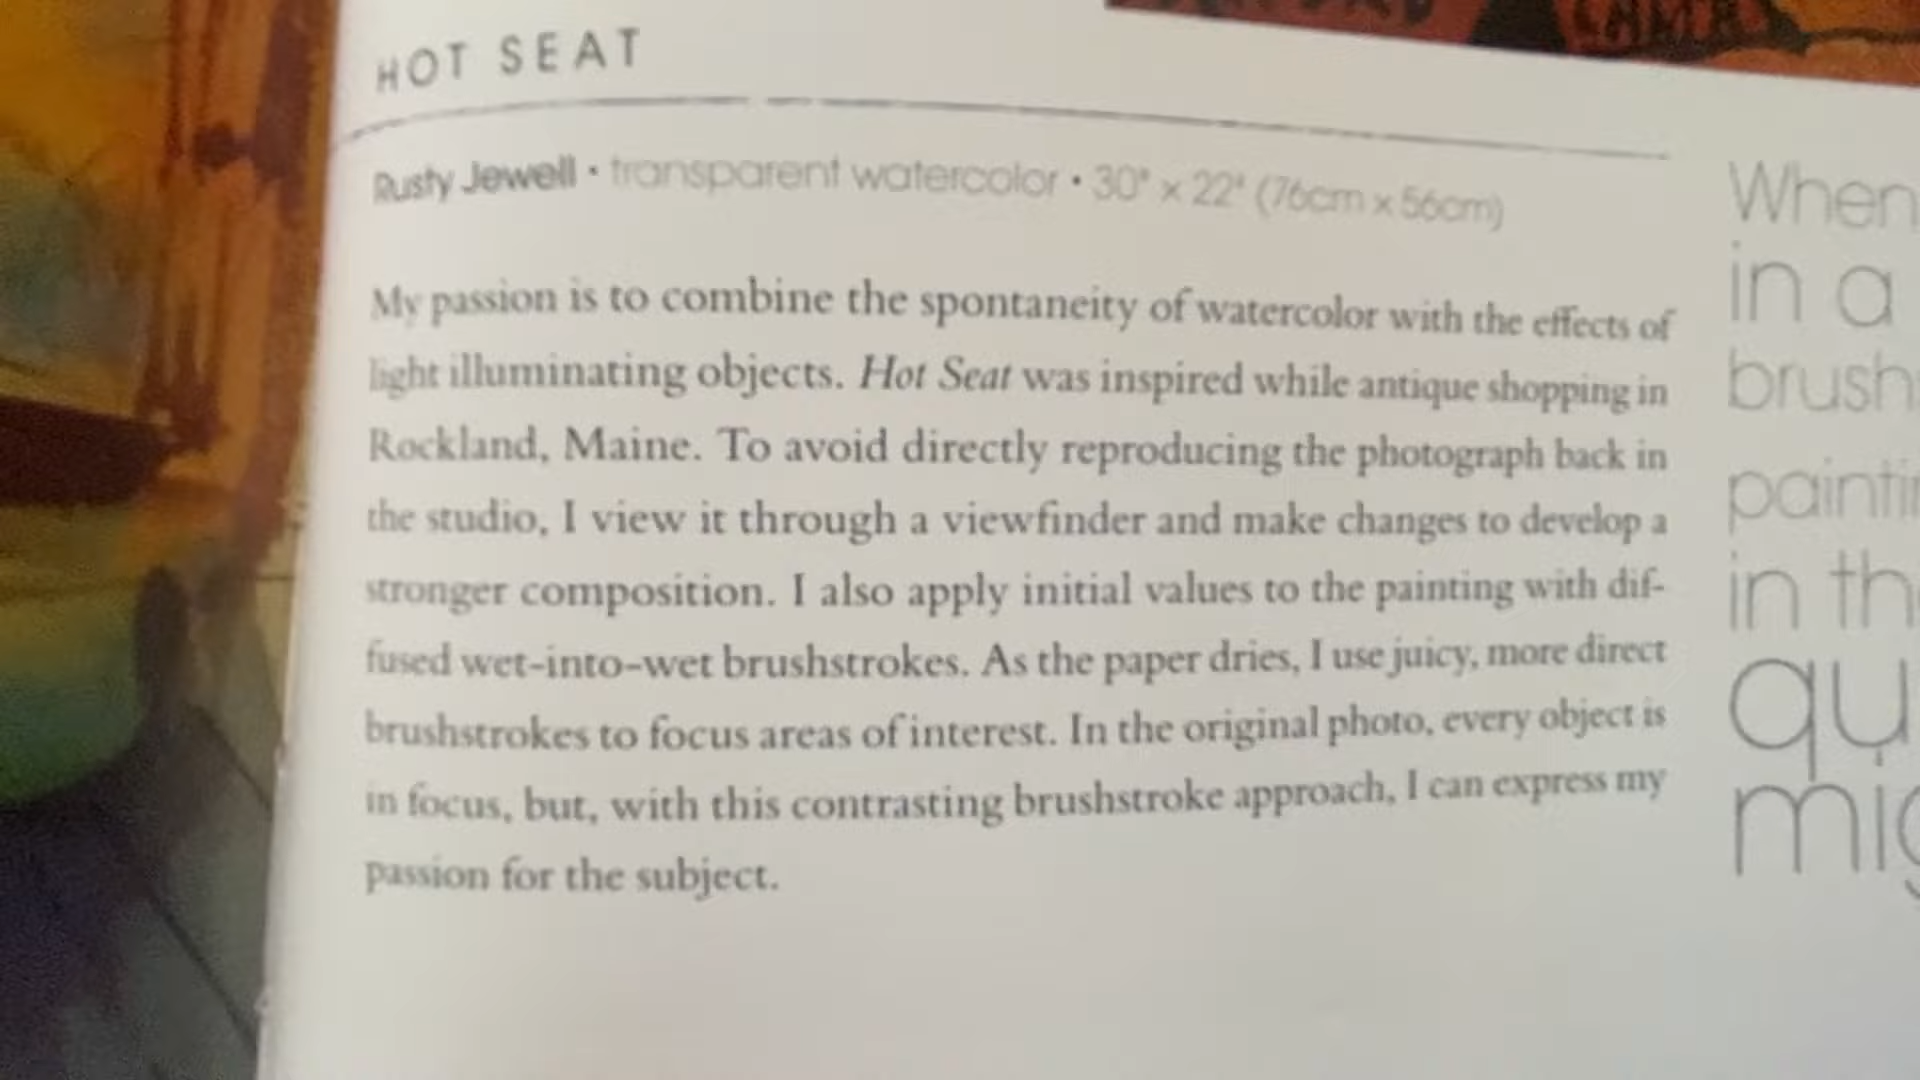 HOT SEAT
Rusty Jewell • transparent watercolor • 30" x 22" (76cm x 56cm)
My passion is to combine the spontaneity of watercolor with the effects of
light illuminating objects. Hot Seat was inspired while antique shopping in
Rockland, Maine. To avoid directly reproducing the photograph back in
the studio, I view it through a viewfinder and make changes to develop a
stronger composition. I also apply initial values to the painting with dif-
fused wet-into-wet brushstrokes. As the paper dries, I use juicy, more direct
brushstrokes to focus areas of interest. In the original photo, every object is
in focus, but, with this contrasting brushstroke approach, I can express my
passion for the subject.
When
in a